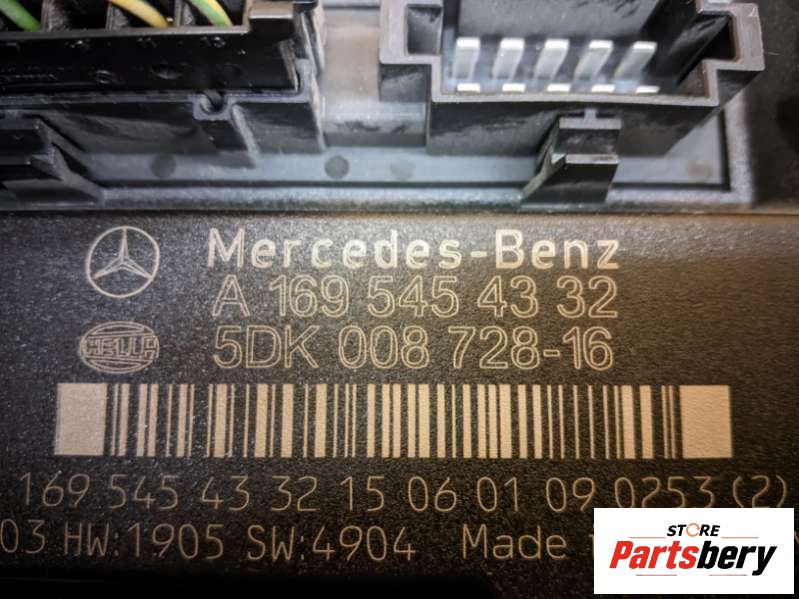 Mercedes-Benz
A 169 545 43 32
HELLA
5DK 008 728-16
169 545 43 32 15 06 01 09 0253 (2)
03 HW:1905 SW:4904 Made
STORE
Partsbery